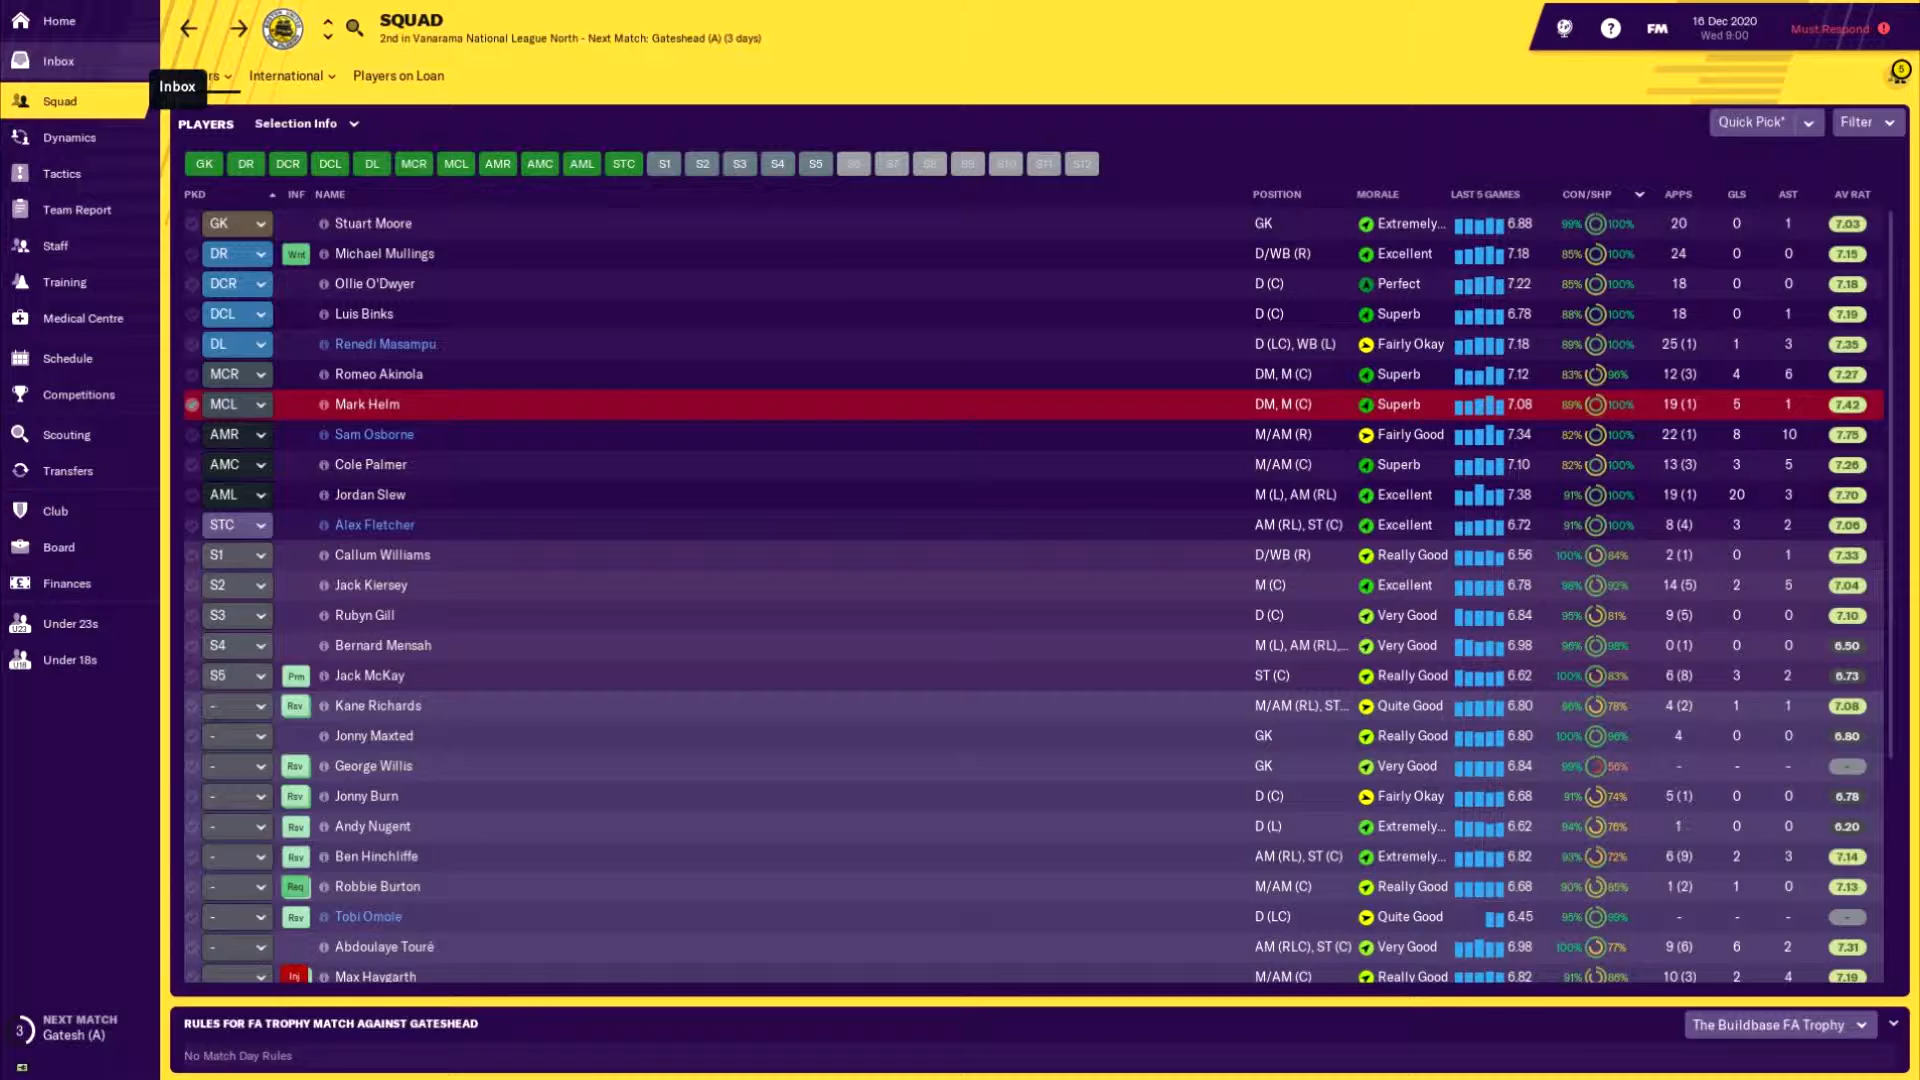 Home
Inbox
Squad
Dynamics
Tactics
Team Report
Staff
Training
Medical Centre
Schedule
Competitions
Scouting
Transfers
Club
Board
Finances
Under 23s
Under 18s
NEXT MATCH
3 Gatesh (A)
Inbox
SQUAD
2nd in Vanarama National League North - Next Match: Gateshead (A) (3 days)
FM
16 Dec 2020
Wed 9:00
Must Respond
5
International Players on Loan
PLAYERS Selection Info Quick Pick* Filter
GK DR DCR DCL DL MCR MCL AMR AMC AML STC S1 S2 S3 S4 S5 S6 S7 S8 S9 S10 S11 S12
PKD INF NAME POSITION MORALE LAST 5 GAMES CON/SHP APPS GLS AST AV RAT
GK Stuart Moore GK Extremely... 6.88 99% 100% 20 0 1 7.03
DR Wnt Michael Mullings D/WB (R) Excellent 7.18 85% 100% 24 0 0 7.15
DCR Ollie O'Dwyer D (C) Perfect 7.22 85% 100% 18 0 0 7.18
DCL Luis Binks D (C) Superb 6.78 88% 100% 18 0 1 7.19
DL Renedi Masampu D (LC), WB (L) Fairly Okay 7.18 89% 100% 25 (1) 1 3 7.35
MCR Romeo Akinola DM, M (C) Superb 7.12 83% 96% 12 (3) 4 6 7.27
MCL Mark Helm DM, M (C) Superb 7.08 89% 100% 19 (1) 5 1 7.42
AMR Sam Osborne M/AM (R) Fairly Good 7.34 82% 100% 22 (1) 8 10 7.75
AMC Cole Palmer M/AM (C) Superb 7.10 82% 100% 13 (3) 3 5 7.26
AML Jordan Slew M (L), AM (RL) Excellent 7.38 91% 100% 19 (1) 20 3 7.70
STC Alex Fletcher AM (RL), ST (C) Excellent 6.72 91% 100% 8 (4) 3 2 7.06
S1 Callum Williams D/WB (R) Really Good 6.56 100% 84% 2 (1) 0 1 7.33
S2 Jack Kiersey M (C) Excellent 6.78 98% 92% 14 (5) 2 5 7.04
S3 Rubyn Gill D (C) Very Good 6.84 95% 81% 9 (5) 0 0 7.10
S4 Bernard Mensah M (L), AM (RL),... Very Good 6.98 96% 98% 0 (1) 0 0 6.50
S5 Prm Jack McKay ST (C) Really Good 6.62 100% 83% 6 (8) 3 2 6.73
- Rsv Kane Richards M/AM (RL), ST... Quite Good 6.80 96% 78% 4 (2) 1 1 7.08
- Jonny Maxted GK Really Good 6.80 100% 96% 4 0 0 6.80
- Rsv George Willis GK Very Good 6.84 99% 56% - - - -
- Rsv Jonny Burn D (C) Fairly Okay 6.68 91% 74% 5 (1) 0 0 6.78
- Rsv Andy Nugent D (L) Extremely... 6.62 94% 76% 1 0 0 6.20
- Rsv Ben Hinchliffe AM (RL), ST (C) Extremely... 6.82 93% 72% 6 (9) 2 3 7.14
- Req Robbie Burton M/AM (C) Really Good 6.68 90% 85% 1 (2) 1 0 7.13
- Rsv Tobi Omole D (LC) Quite Good 6.45 95% 99% - - - -
- Abdoulaye Touré AM (RLC), ST (C) Very Good 6.98 100% 77% 9 (6) 6 2 7.31
Inj Max Haygarth M/AM (C) Really Good 6.82 91% 86% 10 (3) 2 4 7.19
RULES FOR FA TROPHY MATCH AGAINST GATESHEAD The Buildbase FA Trophy
No Match Day Rules